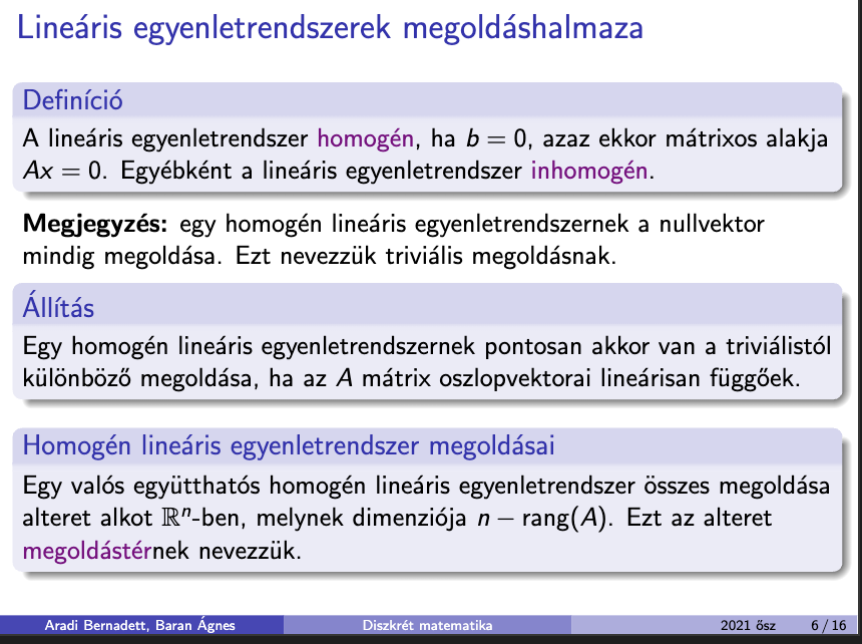 Lineáris egyenletrendszerek megoldáshalmaza
Definíció
A lineáris egyenletrendszer homogén, ha b = 0, azaz ekkor mátrixos alakja
Ax = 0. Egyébként a lineáris egyenletrendszer inhomogén.
Megjegyzés: egy homogén lineáris egyenletrendszernek a nullvektor
mindig megoldása. Ezt nevezzük triviális megoldásnak.
Állítás
Egy homogén lineáris egyenletrendszernek pontosan akkor van a triviálistól
különböző megoldása, ha az A mátrix oszlopvektorai lineárisan függőek.
Homogén lineáris egyenletrendszer megoldásai
Egy valós együtthatós homogén lineáris egyenletrendszer összes megoldása
alteret alkot ℝⁿ-ben, melynek dimenziója n − rang(A). Ezt az alteret
megoldástérnek nevezzük.
Aradi Bernadett, Baran Ágnes Diszkrét matematika 2021 ősz 6 / 16